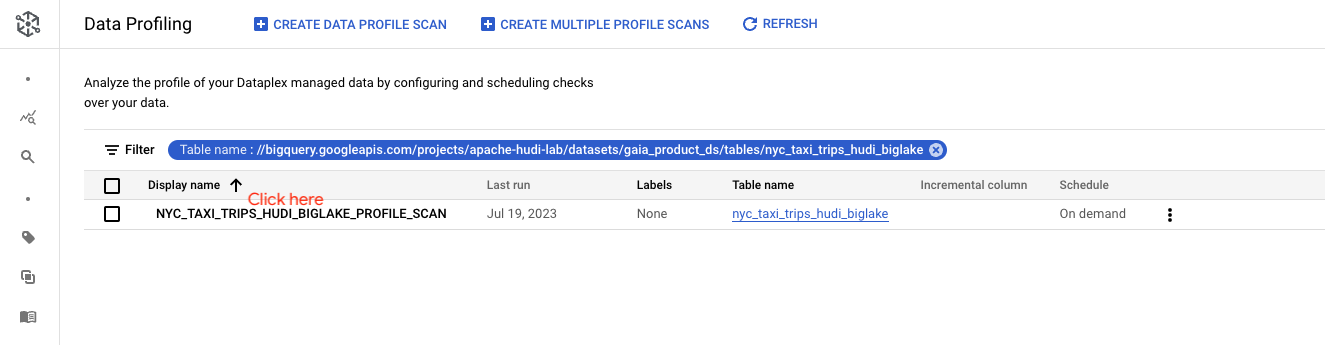 Data Profiling CREATE DATA PROFILE SCAN CREATE MULTIPLE PROFILE SCANS REFRESH
Analyze the profile of your Dataplex managed data by configuring and scheduling checks
over your data.
Filter Table name : //bigquery.googleapis.com/projects/apache-hudi-lab/datasets/gaia_product_ds/tables/nyc_taxi_trips_hudi_biglake
Display name Last run Labels Table name Incremental column Schedule
Click here
NYC_TAXI_TRIPS_HUDI_BIGLAKE_PROFILE_SCAN Jul 19, 2023 None nyc_taxi_trips_hudi_biglake On demand